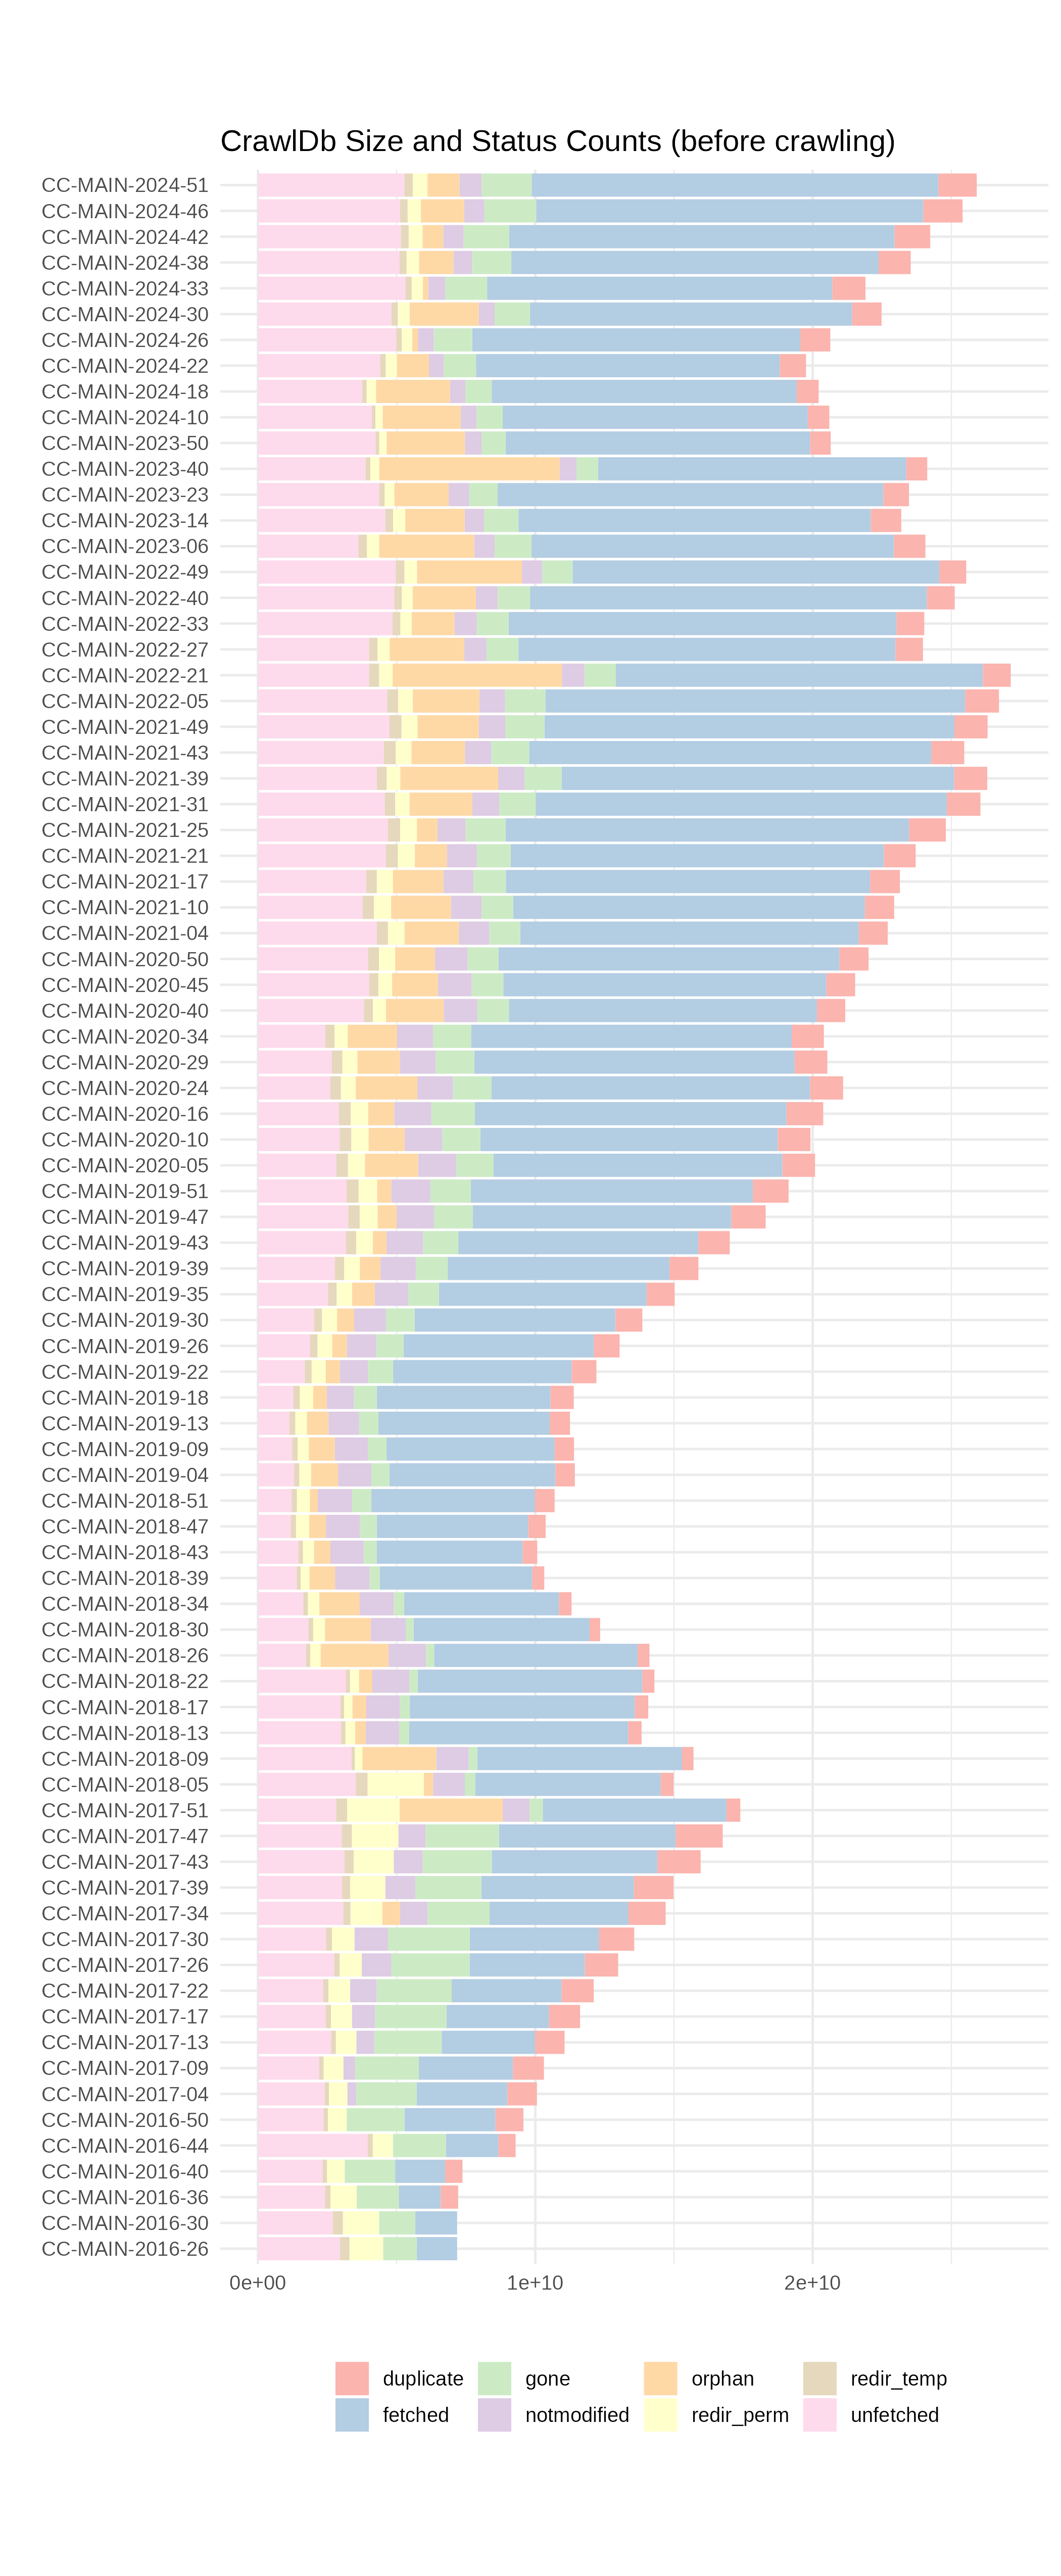 CrawlDb Size and Status Counts (before crawling)
CC-MAIN-2024-51
CC-MAIN-2024-46
CC-MAIN-2024-42
CC-MAIN-2024-38
CC-MAIN-2024-33
CC-MAIN-2024-30
CC-MAIN-2024-26
CC-MAIN-2024-22
CC-MAIN-2024-18
CC-MAIN-2024-10
CC-MAIN-2023-50
CC-MAIN-2023-40
CC-MAIN-2023-23
CC-MAIN-2023-14
CC-MAIN-2023-06
CC-MAIN-2022-49
CC-MAIN-2022-40
CC-MAIN-2022-33
CC-MAIN-2022-27
CC-MAIN-2022-21
CC-MAIN-2022-05
CC-MAIN-2021-49
CC-MAIN-2021-43
CC-MAIN-2021-39
CC-MAIN-2021-31
CC-MAIN-2021-25
CC-MAIN-2021-21
CC-MAIN-2021-17
CC-MAIN-2021-10
CC-MAIN-2021-04
CC-MAIN-2020-50
CC-MAIN-2020-45
CC-MAIN-2020-40
CC-MAIN-2020-34
CC-MAIN-2020-29
CC-MAIN-2020-24
CC-MAIN-2020-16
CC-MAIN-2020-10
CC-MAIN-2020-05
CC-MAIN-2019-51
CC-MAIN-2019-47
CC-MAIN-2019-43
CC-MAIN-2019-39
CC-MAIN-2019-35
CC-MAIN-2019-30
CC-MAIN-2019-26
CC-MAIN-2019-22
CC-MAIN-2019-18
CC-MAIN-2019-13
CC-MAIN-2019-09
CC-MAIN-2019-04
CC-MAIN-2018-51
CC-MAIN-2018-47
CC-MAIN-2018-43
CC-MAIN-2018-39
CC-MAIN-2018-34
CC-MAIN-2018-30
CC-MAIN-2018-26
CC-MAIN-2018-22
CC-MAIN-2018-17
CC-MAIN-2018-13
CC-MAIN-2018-09
CC-MAIN-2018-05
CC-MAIN-2017-51
CC-MAIN-2017-47
CC-MAIN-2017-43
CC-MAIN-2017-39
CC-MAIN-2017-34
CC-MAIN-2017-30
CC-MAIN-2017-26
CC-MAIN-2017-22
CC-MAIN-2017-17
CC-MAIN-2017-13
CC-MAIN-2017-09
CC-MAIN-2017-04
CC-MAIN-2016-50
CC-MAIN-2016-44
CC-MAIN-2016-40
CC-MAIN-2016-36
CC-MAIN-2016-30
CC-MAIN-2016-26
0e+00 1e+10 2e+10
duplicate gone orphan redir_temp
fetched notmodified redir_perm unfetched